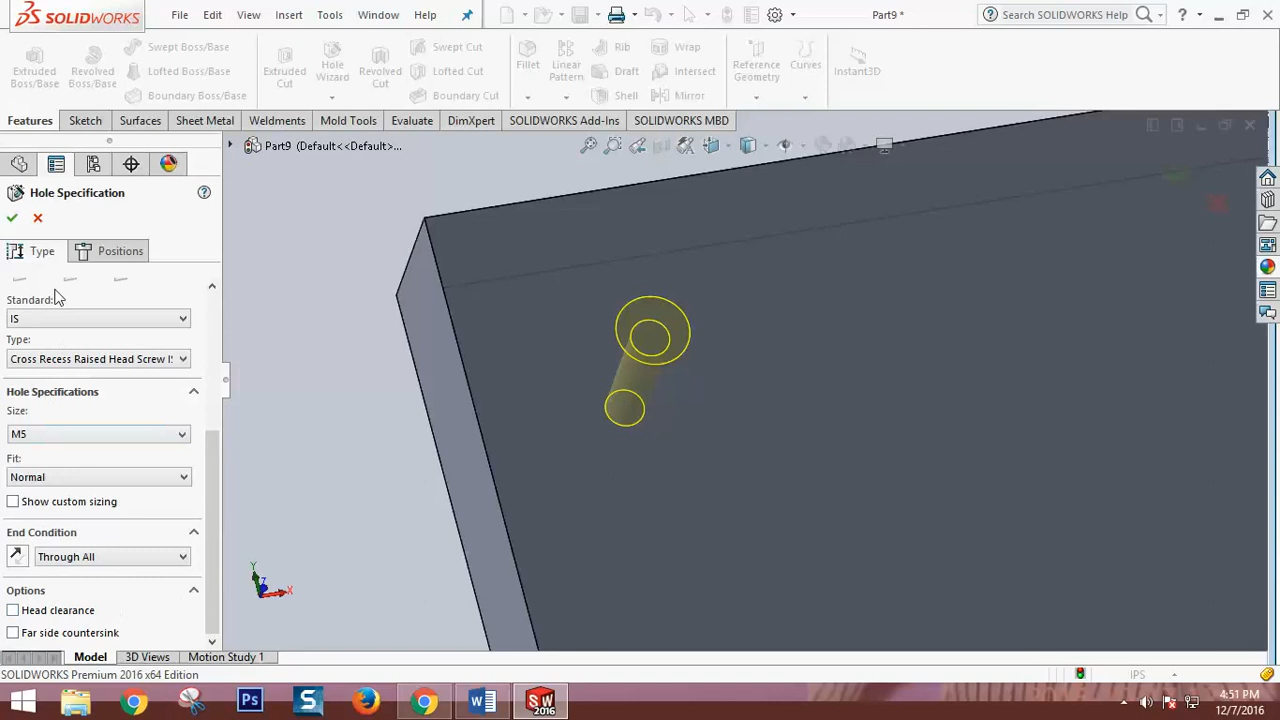 SOLIDWORKS File Edit View Insert Tools Window Help Part9 * Search SOLIDWORKS Help
Extruded Boss/Base
Revolved Boss/Base
Swept Boss/Base
Lofted Boss/Base
Boundary Boss/Base
Extruded Cut
Hole Wizard
Revolved Cut
Swept Cut
Lofted Cut
Boundary Cut
Fillet
Linear Pattern
Rib
Draft
Shell
Wrap
Intersect
Mirror
Reference Geometry
Curves
Instant3D
Features Sketch Surfaces Sheet Metal Weldments Mold Tools Evaluate DimXpert SOLIDWORKS Add-Ins SOLIDWORKS MBD
Part9 (Default<<Default>...
Hole Specification
Type Positions
Standard:
IS
Type:
Cross Recess Raised Head Screw I
Hole Specifications
Size:
M5
Fit:
Normal
Show custom sizing
End Condition
Through All
Options
Head clearance
Far side countersink
Y
Z
X
Model 3D Views Motion Study 1
SOLIDWORKS Premium 2016 x64 Edition IPS
Ps S W SW 2016
4:51 PM
12/7/2016